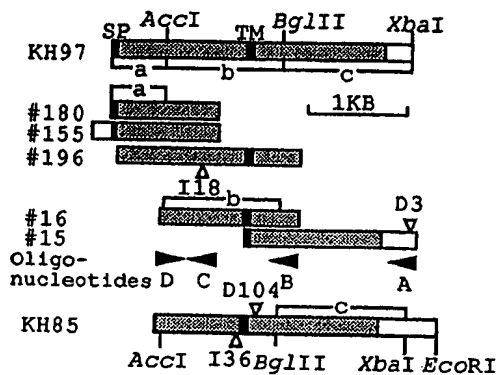 AccI BglII XbaI
SP TM
KH97
a b c
a
#180
1KB
#155
#196
I18
b
#16 D3
#15
Oligo-
nucleotides D C B A
D104 c
KH85
AccI I36 BglII XbaI EcoRI